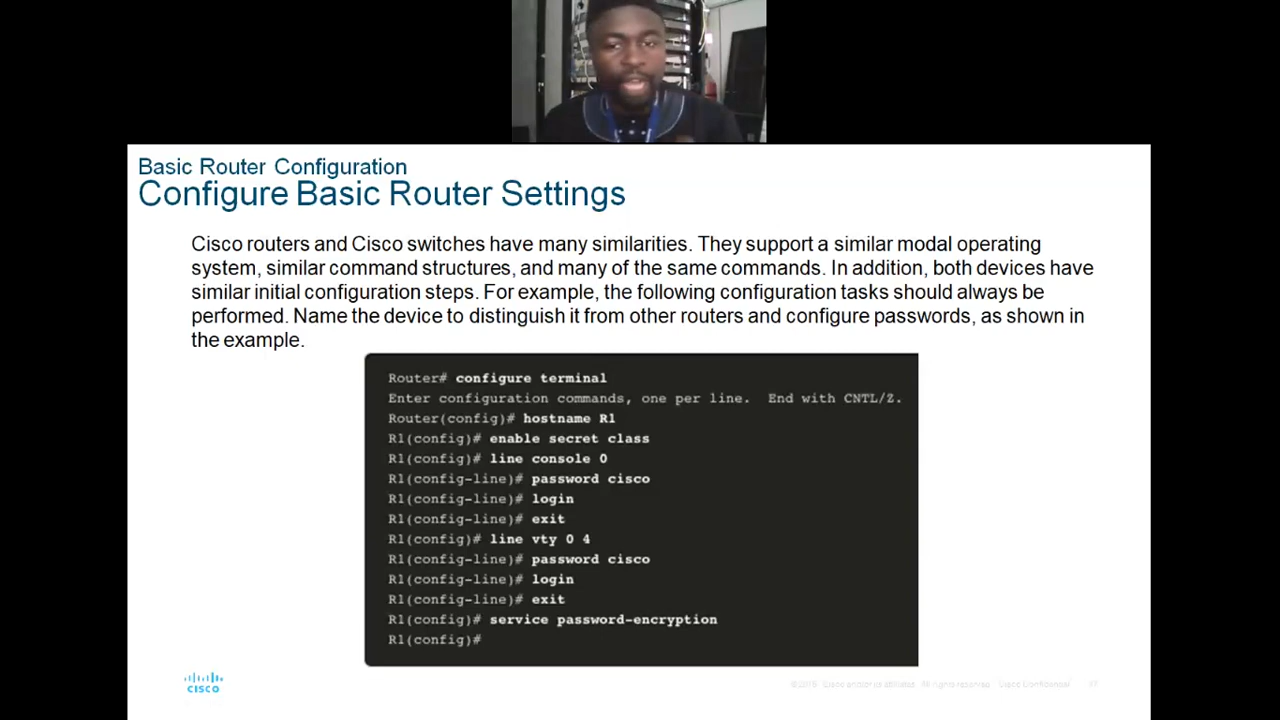 Basic Router Configuration
Configure Basic Router Settings
Cisco routers and Cisco switches have many similarities. They support a similar modal operating
system, similar command structures, and many of the same commands. In addition, both devices have
similar initial configuration steps. For example, the following configuration tasks should always be
performed. Name the device to distinguish it from other routers and configure passwords, as shown in
the example.
Router# configure terminal
Enter configuration commands, one per line.  End with CNTL/Z.
Router(config)# hostname R1
R1(config)# enable secret class
R1(config)# line console 0
R1(config-line)# password cisco
R1(config-line)# login
R1(config-line)# exit
R1(config)# line vty 0 4
R1(config-line)# password cisco
R1(config-line)# login
R1(config-line)# exit
R1(config)# service password-encryption
R1(config)#
CISCO